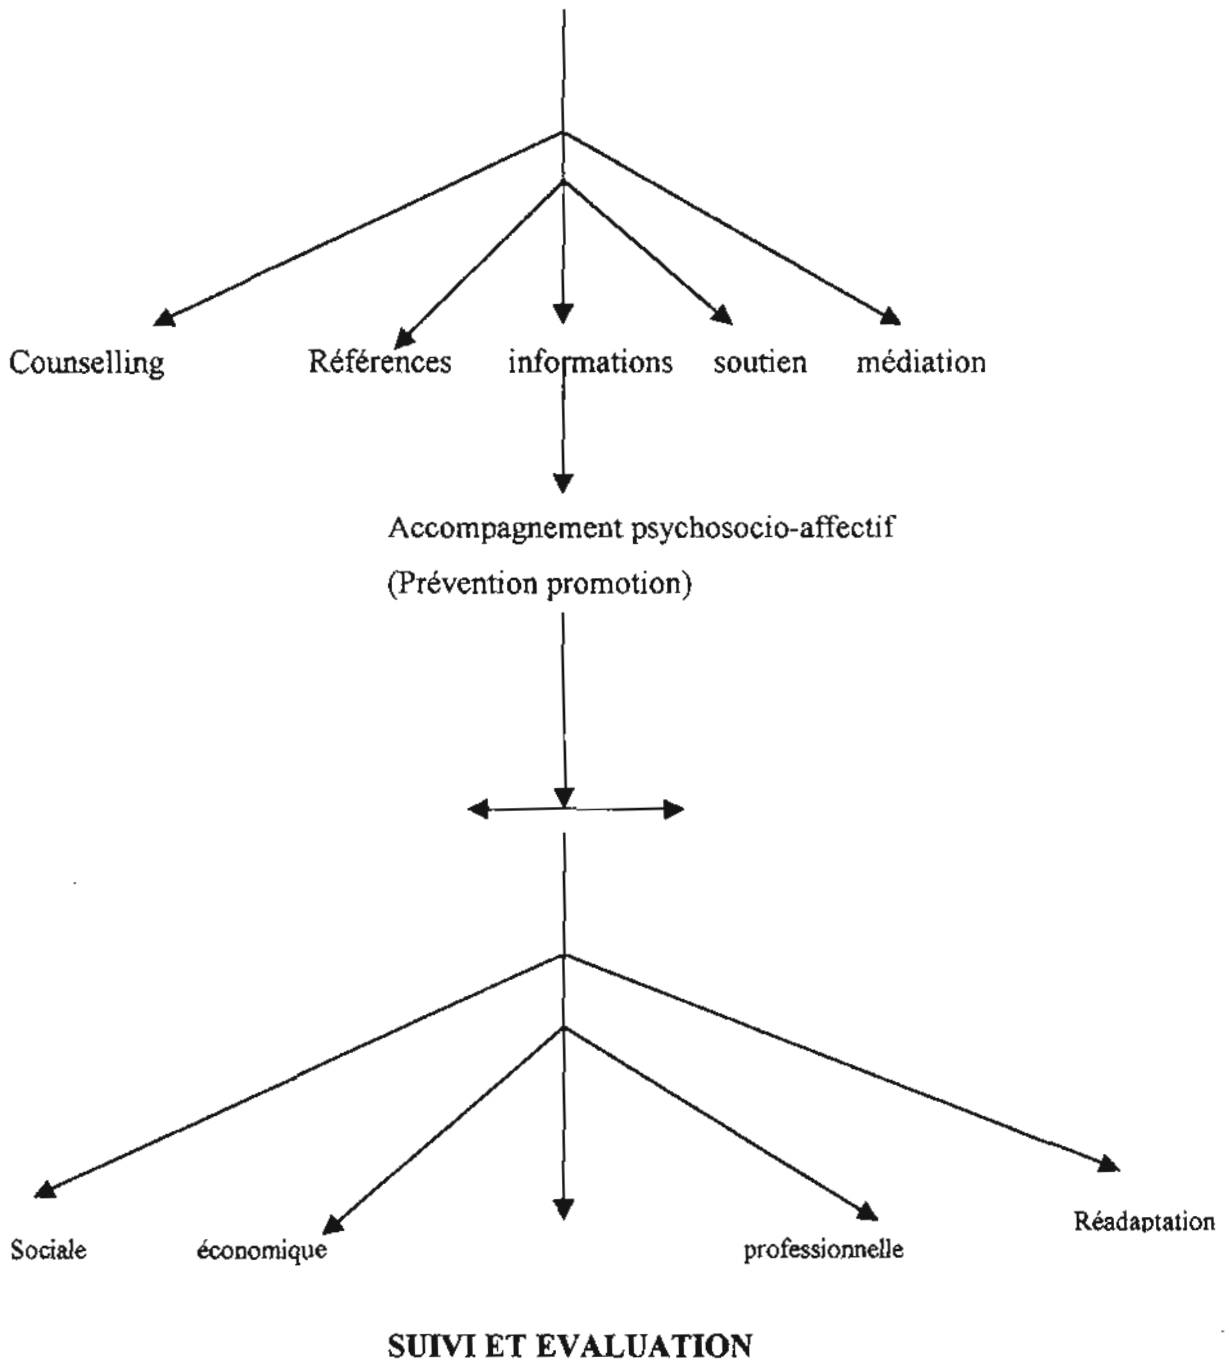 Counselling Références informations soutien médiation
Accompagnement psychosocio-affectif
(Prévention promotion)
Réadaptation
Sociale économique professionnelle
SUIVI ET EVALUATION